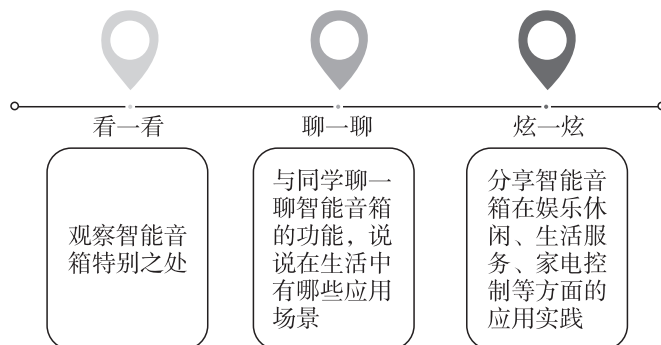 看一看
聊一聊
炫一炫
观察智能音
箱特别之处
与同学聊一
聊智能音箱
的功能，说
说在生活中
有哪些应用
场景
分享智能音
箱在娱乐休
闲、生活服
务、家电控
制等方面的
应用实践